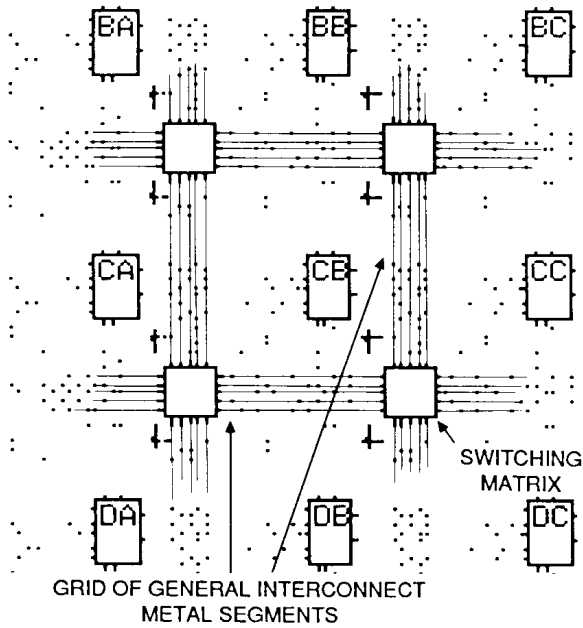 BA BB BC
CA CB CC
SWITCHING
MATRIX
DA DB DC
GRID OF GENERAL INTERCONNECT
METAL SEGMENTS